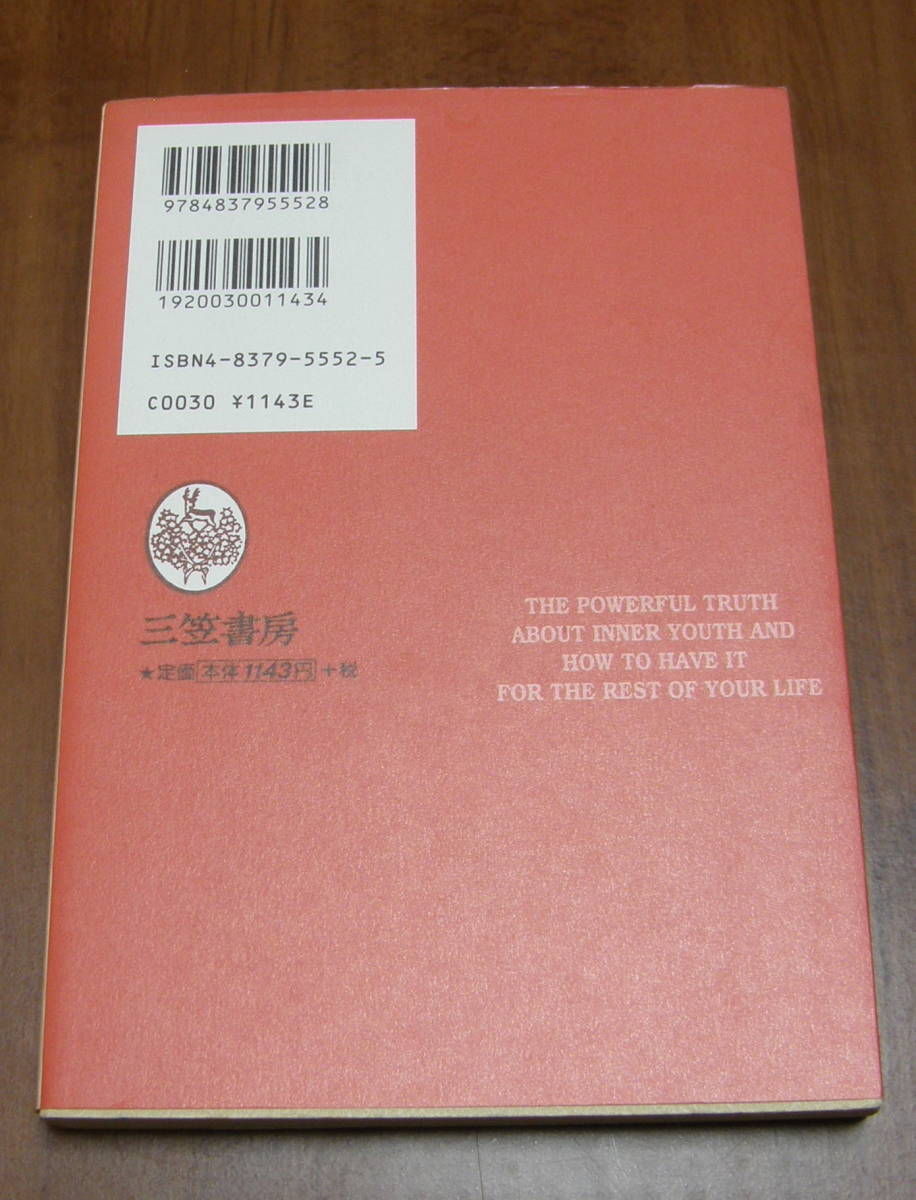 9784837955528
1920030011434
ISBN4-8379-5552-5
C0030 ¥1143E
三笠書房
★定価本体1143円+税
THE POWERFUL TRUTH
ABOUT INNER YOUTH AND
HOW TO HAVE IT
FOR THE REST OF YOUR LIFE